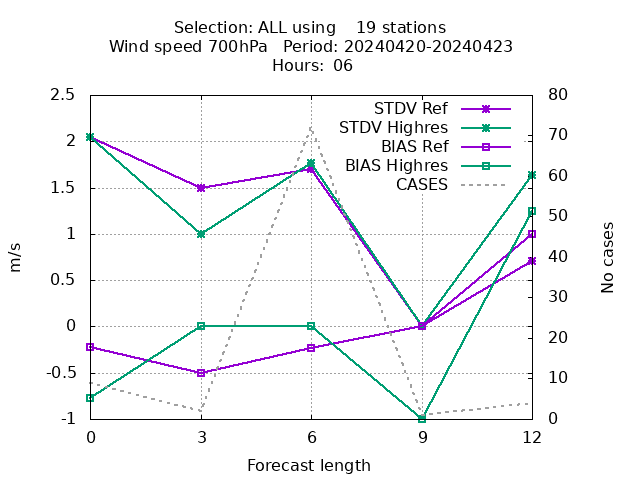 Selection: ALL using    19 stations
Wind speed 700hPa   Period: 20240420-20240423
Hours:  06
STDV Ref
STDV Highres
BIAS Ref
BIAS Highres
CASES
m/s
2.5
2
1.5
1
0.5
0
-0.5
-1
No cases
80
70
60
50
40
30
20
10
0
0 3 6 9 12
Forecast length